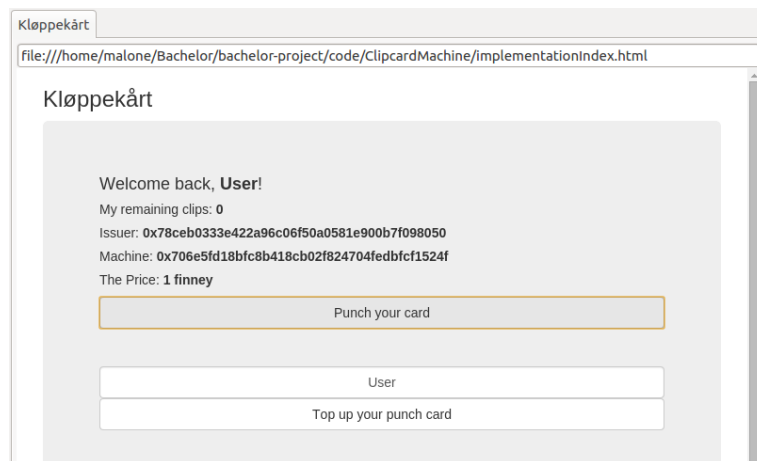 Kløppekårt
file:///home/malone/Bachelor/bachelor-project/code/ClipcardMachine/implementationIndex.html
Kløppekårt
Welcome back, User!
My remaining clips: 0
Issuer: 0x78ceb0333e422a96c06f50a0581e900b7f098050
Machine: 0x706e5fd18bfc8b418cb02f824704fedbfcf1524f
The Price: 1 finney
Punch your card
User
Top up your punch card